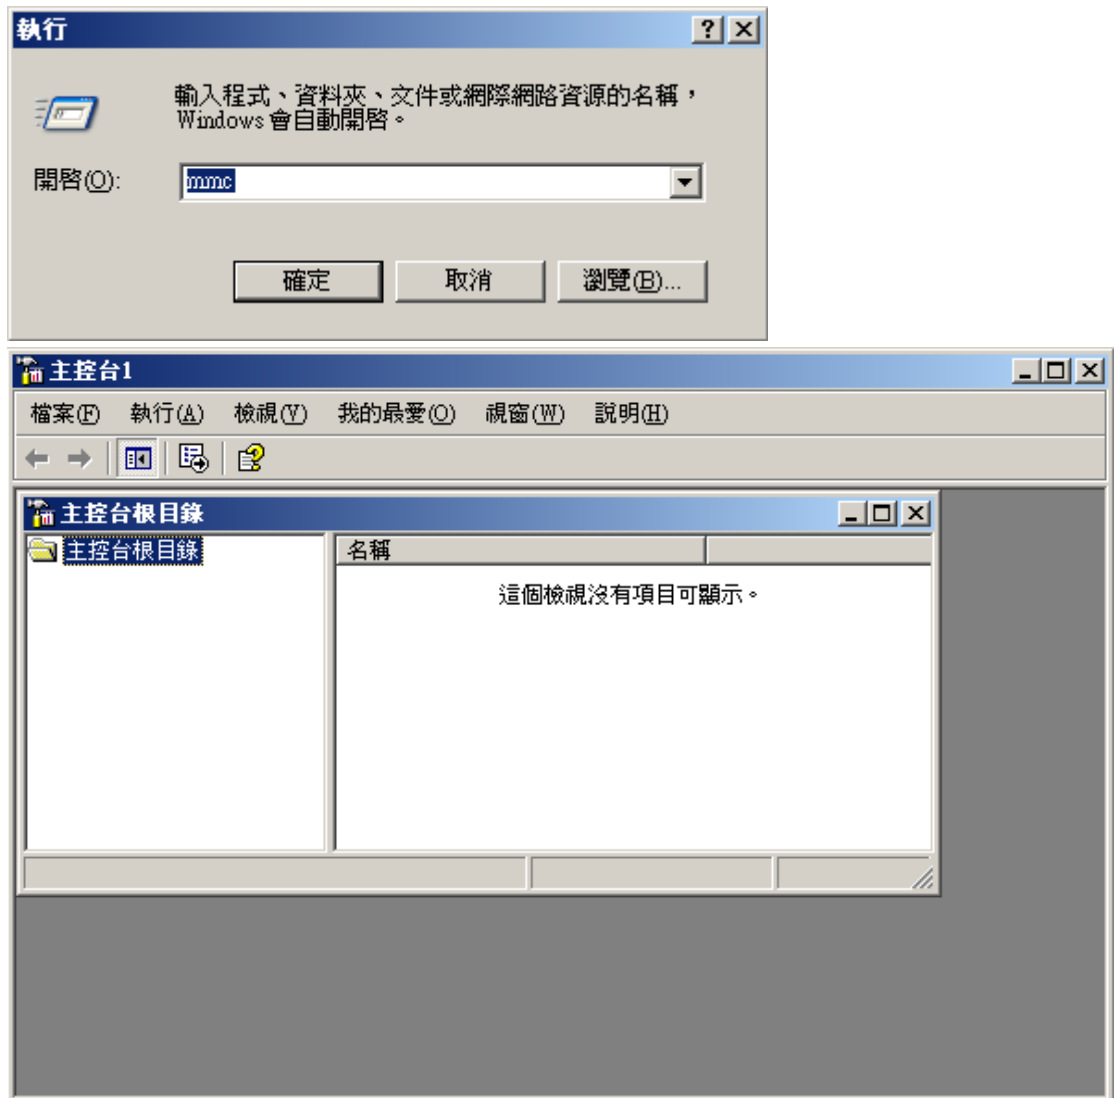 執行
輸入程式、資料夾、文件或網際網路資源的名稱，
Windows 會自動開啓。
開啓(O):
mmc
確定
取消
瀏覽(B)...
主控台1
檔案(F) 執行(A) 檢視(V) 我的最愛(O) 視窗(W) 說明(H)
主控台根目錄
主控台根目錄
名稱
這個檢視沒有項目可顯示。